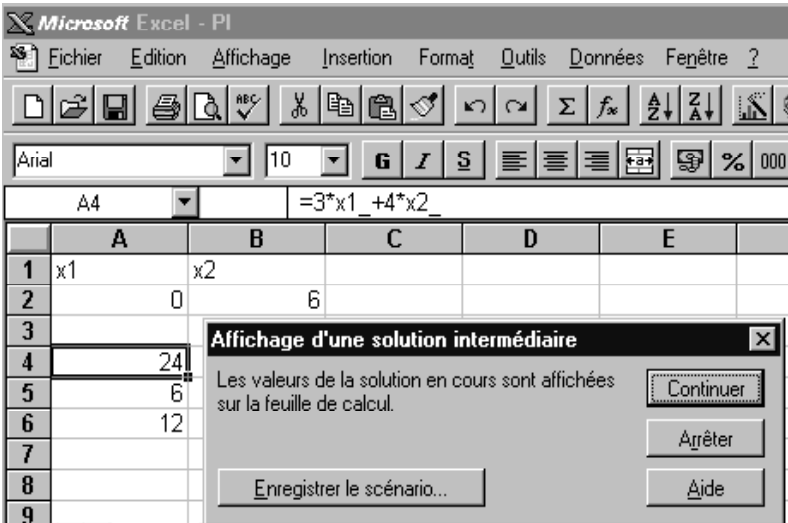 Microsoft Excel - PI
Fichier Edition Affichage Insertion Format Outils Données Fenêtre ?
ABC A Z Z A
Arial 10 G I S a % 000
A4 =3*x1_+4*x2_
A B C D E
1 x1 x2
2 0 6
3
Affichage d'une solution intermédiaire
4 24
Les valeurs de la solution en cours sont affichées Continuer
5 6
sur la feuille de calcul.
6 12
Arrêter
7
8 Enregistrer le scénario... Aide
9